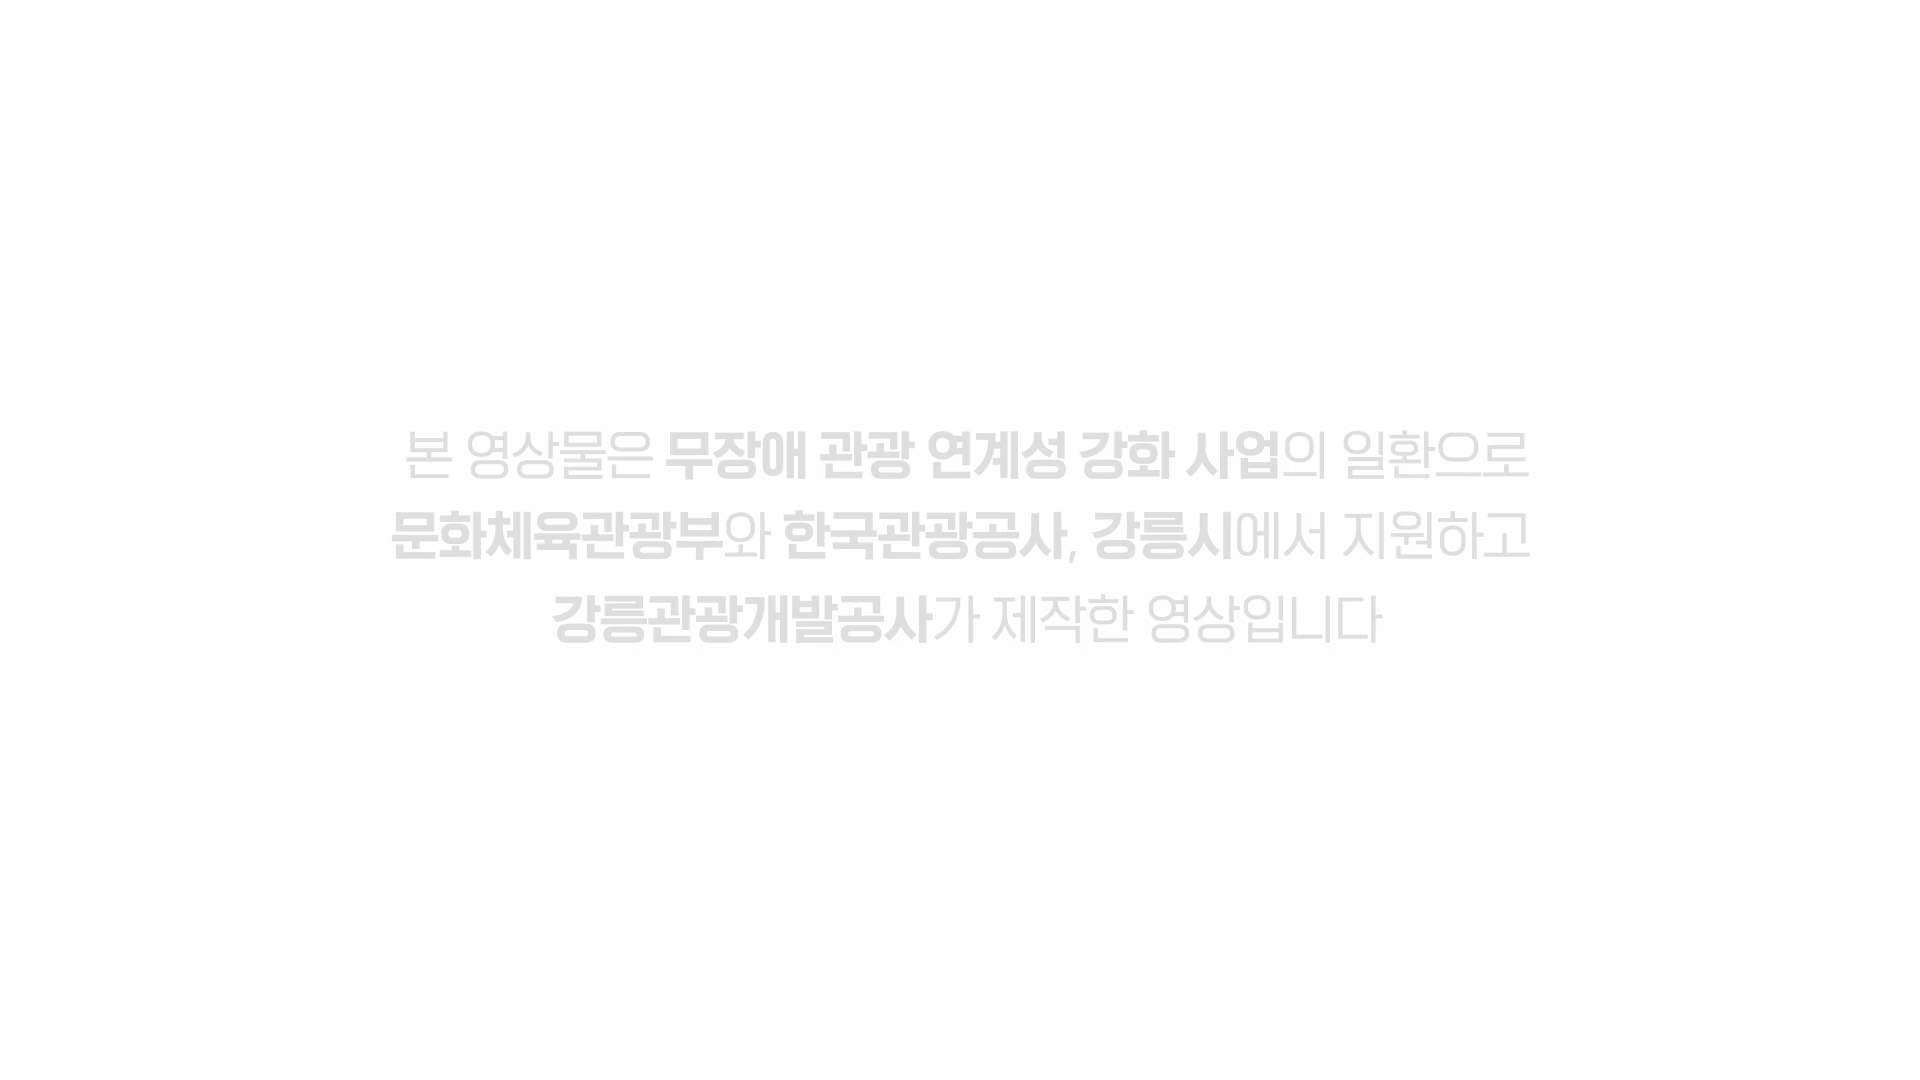 본 영상물은 무장애 관광 연계성 강화 사업의 일환으로
문화체육관광부와 한국관광공사, 강릉시에서 지원하고
강릉관광개발공사가 제작한 영상입니다